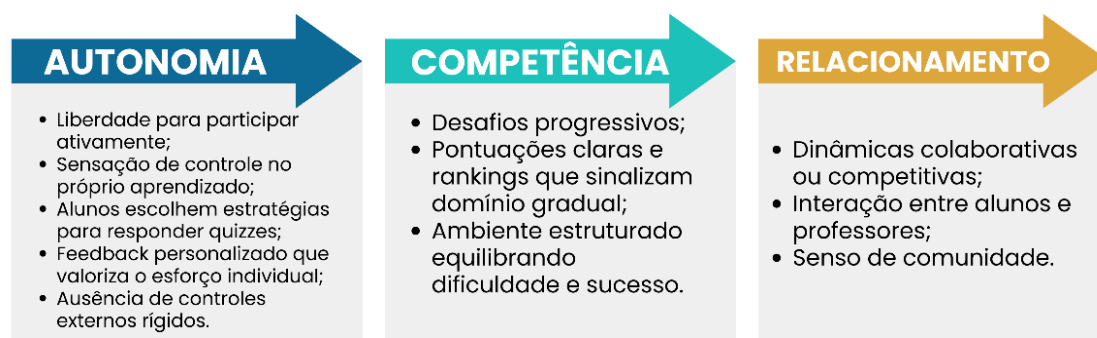 AUTONOMIA
• Liberdade para participar
ativamente;
• Sensação de controle no
próprio aprendizado;
• Alunos escolhem estratégias
para responder quizzes;
• Feedback personalizado que
valoriza o esforço individual;
• Ausência de controles
externos rígidos.
COMPETÊNCIA
• Desafios progressivos;
• Pontuações claras e
rankings que sinalizam
domínio gradual;
• Ambiente estruturado
equilibrando
dificuldade e sucesso.
RELACIONAMENTO
• Dinâmicas colaborativas
ou competitivas;
• Interação entre alunos e
professores;
• Senso de comunidade.